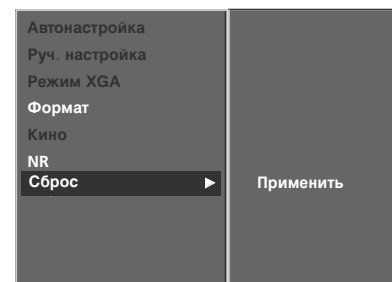 Автонастройка
Руч. настройка
Режим XGA
Формат
Кино
NR
Сброс ▶ Применить